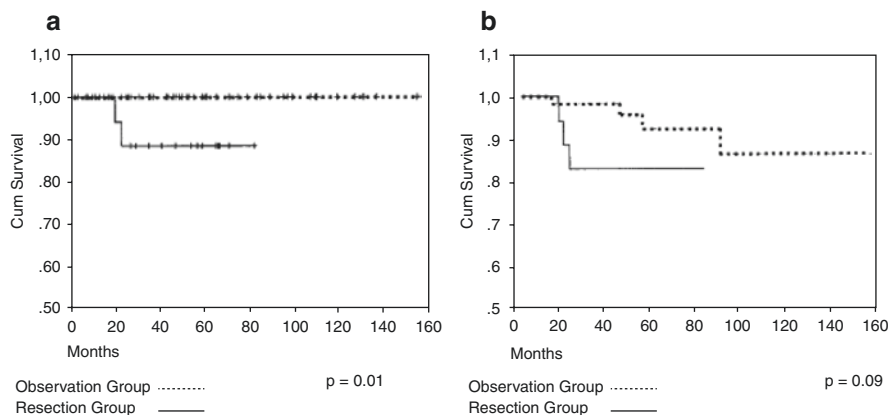 a
1,10
1,00
.90
.80
.70
.60
.50
Cum Survival
0 20 40 60 80 100 120 140 160
Months
Observation Group
Resection Group
p = 0.01
b
1,1
1,0
.9
.8
.7
.6
.5
Cum Survival
0 20 40 60 80 100 120 140 160
Months
Observation Group
Resection Group
p = 0.09